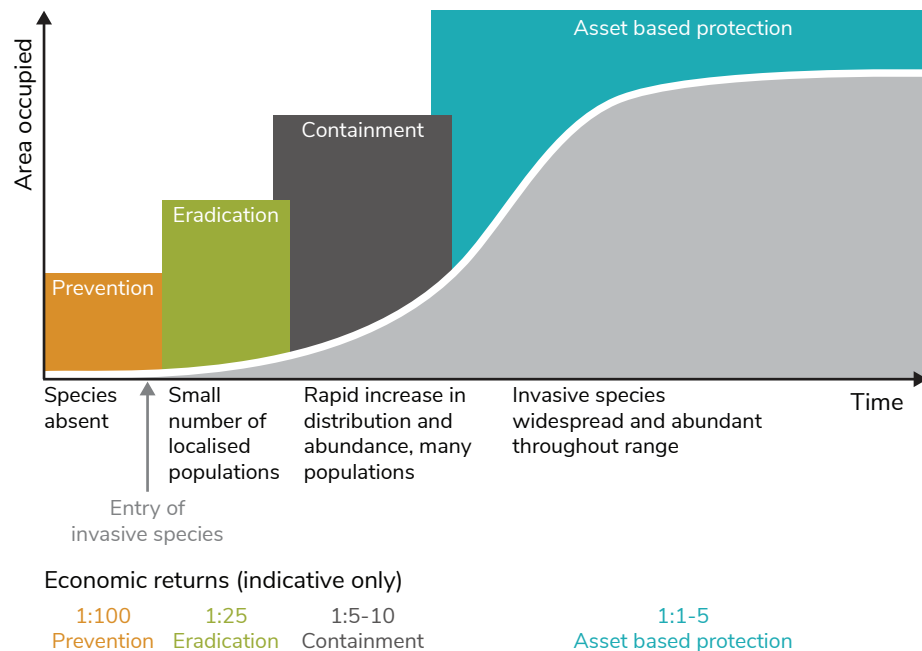 Area occupied
Asset based protection
Containment
Eradication
Prevention
Species
absent
Small
number of
localised
populations
Rapid increase in
distribution and
abundance, many
populations
Invasive species
widespread and abundant
throughout range
Time
Entry of
invasive species
Economic returns (indicative only)
1:100
Prevention
1:25
Eradication
1:5-10
Containment
1:1-5
Asset based protection